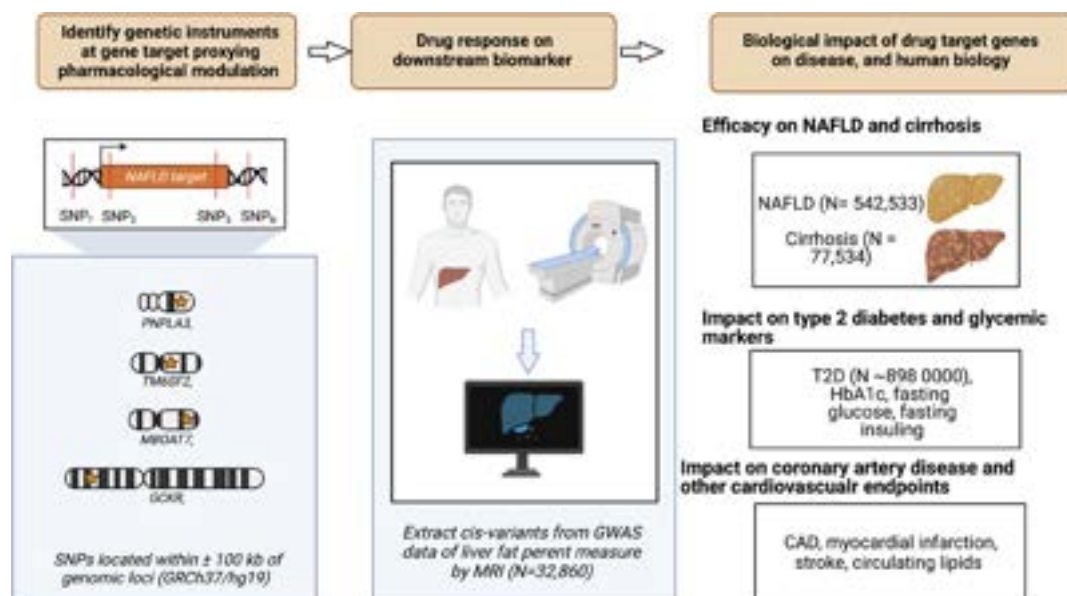 Identify genetic instruments
at gene target proxying
pharmacological modulation
Drug response on
downstream biomarker
Biological impact of drug target genes
on disease, and human biology
NAFLD target
SNP₁ SNP₂ SNP₃
PNPLA3,
TM6SF2,
MBOAT7,
GCKR,
SNPs located within ± 100 kb of
genomic loci (GRCh37/hg19)
Extract cis-variants from GWAS
data of liver fat perent measure
by MRI (N=32,860)
Efficacy on NAFLD and cirrhosis
NAFLD (N= 542,533)
Cirrhosis (N =
77,534)
Impact on type 2 diabetes and glycemic
markers
T2D (N ~898 0000),
HbA1c, fasting
glucose, fasting
insuling
Impact on coronary artery disease and
other cardiovascualr endpoints
CAD, myocardial infarction,
stroke, circulating lipids